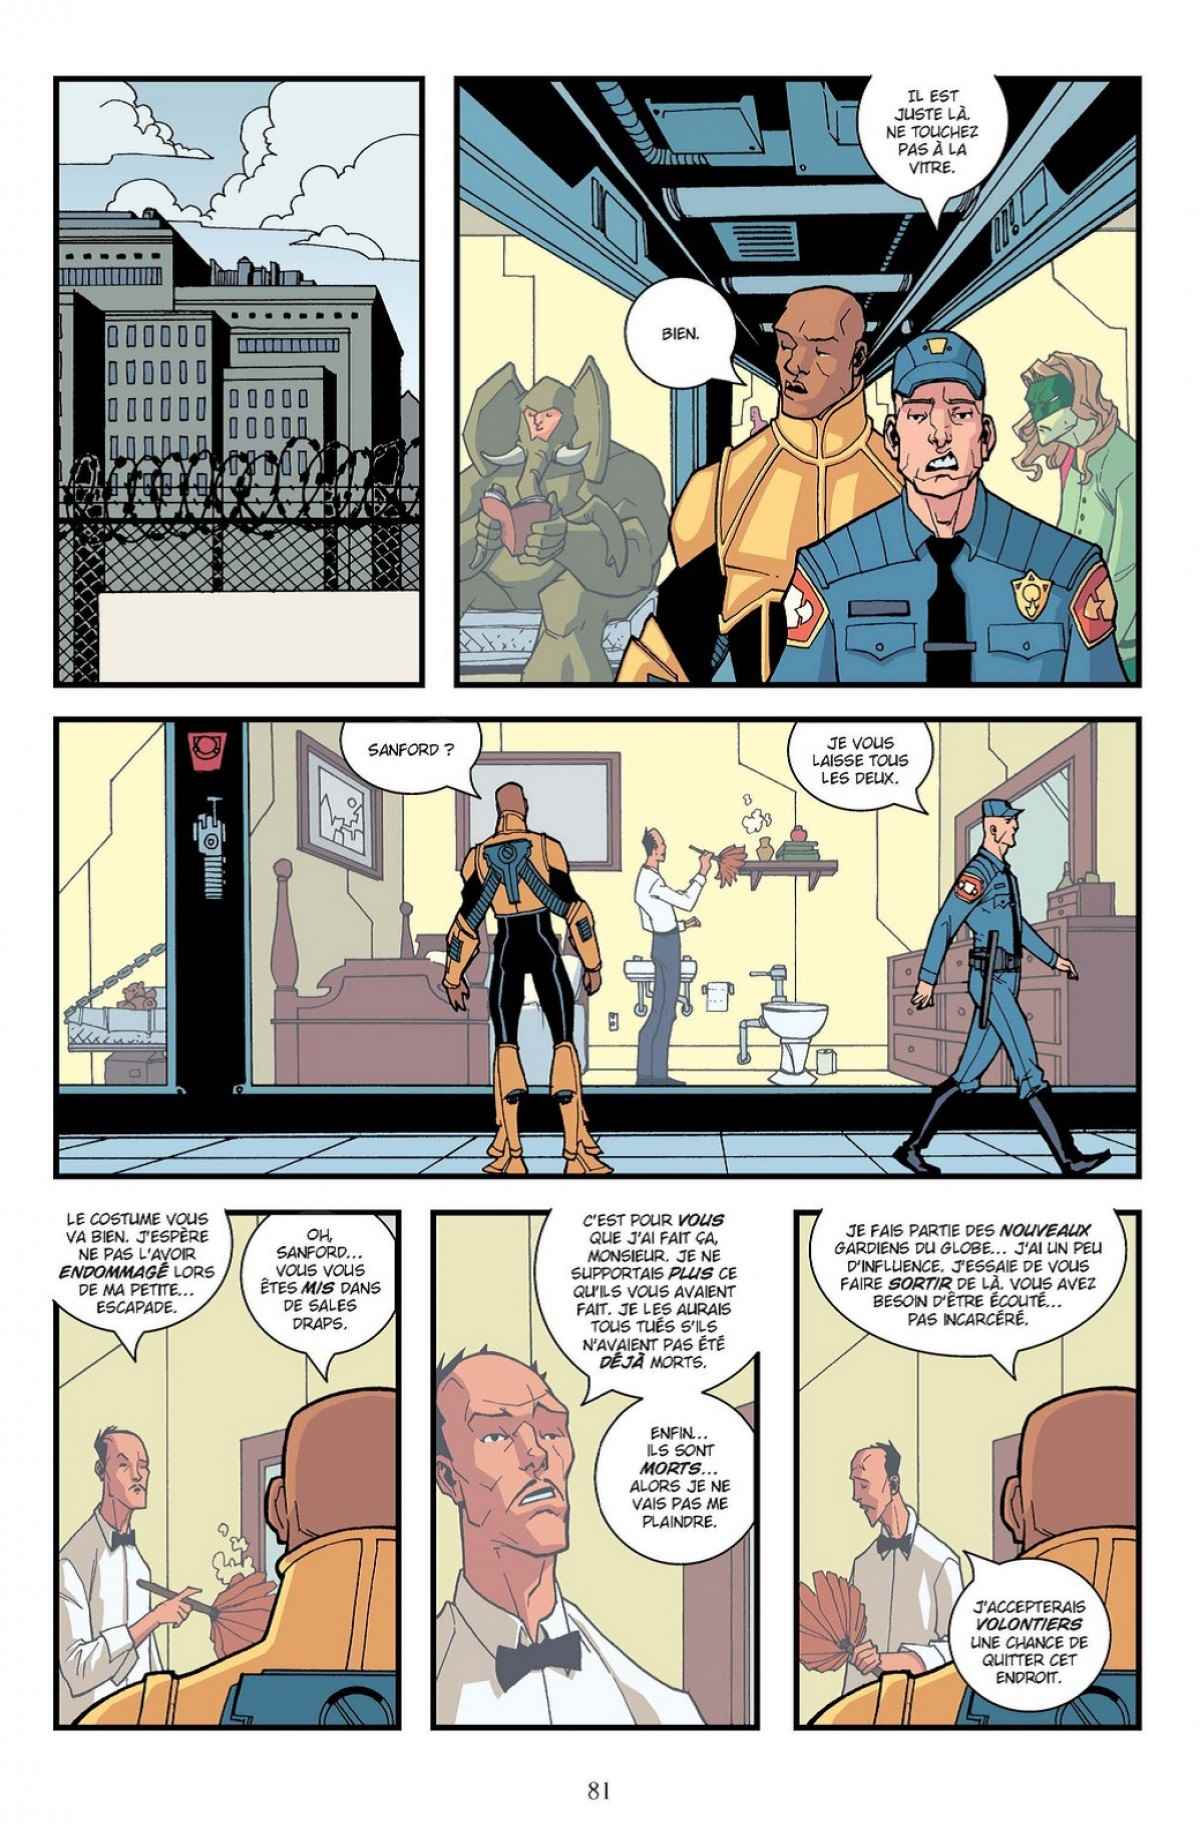 IL EST
JUSTE LÀ.
NE TOUCHEZ
PAS À LA
VITRE.
BIEN.
SANFORD ?
JE VOUS
LAISSE TOUS
LES DEUX.
LE COSTUME VOUS
VA BIEN. J'ESPÈRE
NE PAS L'AVOIR
ENDOMMAGÉ LORS
DE MA PETITE...
ESCAPADE.
OH,
SANFORD...
VOUS VOUS
ÊTES MIS DANS
DE SALES
DRAPS.
C'EST POUR VOUS
QUE J'AI FAIT ÇA,
MONSIEUR. JE NE
SUPPORTAIS PLUS CE
QU'ILS VOUS AVAIENT
FAIT. JE LES AURAIS
TOUS TUÉS S'ILS
N'AVAIENT PAS ÉTÉ
DÉJÀ MORTS.
ENFIN...
ILS SONT
MORTS...
ALORS JE NE
VAIS PAS ME
PLAINDRE.
JE FAIS PARTIE DES NOUVEAUX
GARDIENS DU GLOBE... J'AI UN PEU
D'INFLUENCE. J'ESSAIE DE VOUS
FAIRE SORTIR DE LÀ. VOUS AVEZ
BESOIN D'ÊTRE ÉCOUTÉ...
PAS INCARCÉRÉ.
J'ACCEPTERAIS
VOLONTIERS
UNE CHANCE DE
QUITTER CET
ENDROIT.
81